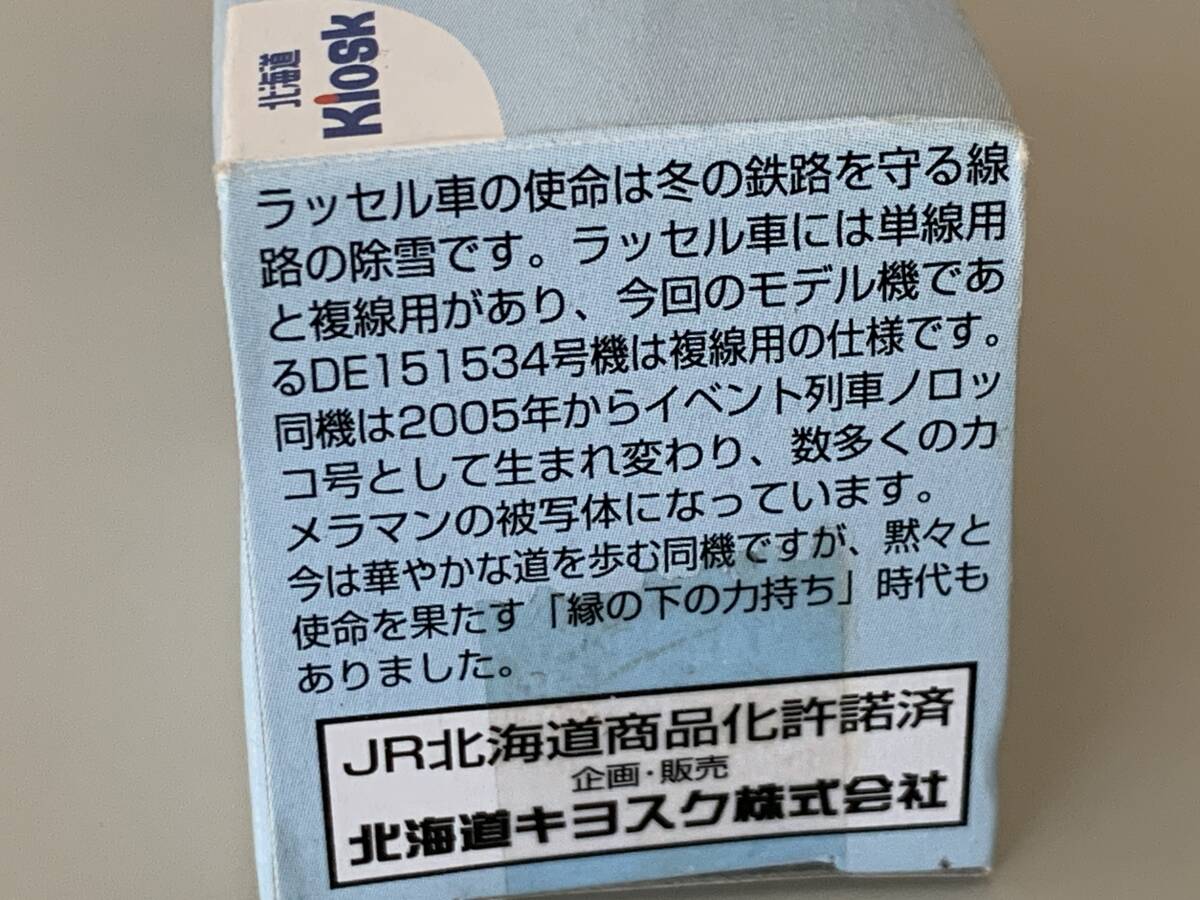 北海道
Kiosk
ラッセル車の使命は冬の鉄路を守る線
路の除雪です。ラッセル車には単線用
と複線用があり、今回のモデル機であ
るDE151534号機は複線用の仕様です。
同機は2005年からイベント列車ノロッ
コ号として生まれ変わり、数多くのカ
メラマンの被写体になっています。
今は華やかな道を歩む同機ですが、黙々と
使命を果たす「縁の下の力持ち」時代も
ありました。
JR北海道商品化許諾済
企画・販売
北海道キヨスク株式会社